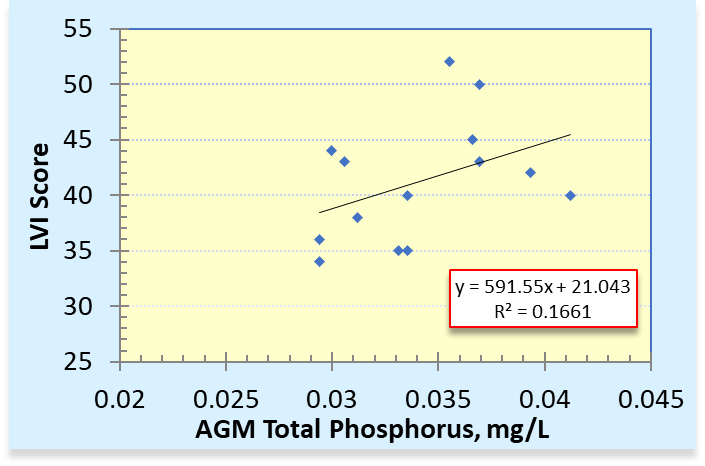 55
50
45
40
35
30
25
LVI Score
y = 591.55x + 21.043
R² = 0.1661
0.02 0.025 0.03 0.035 0.04 0.045
AGM Total Phosphorus, mg/L